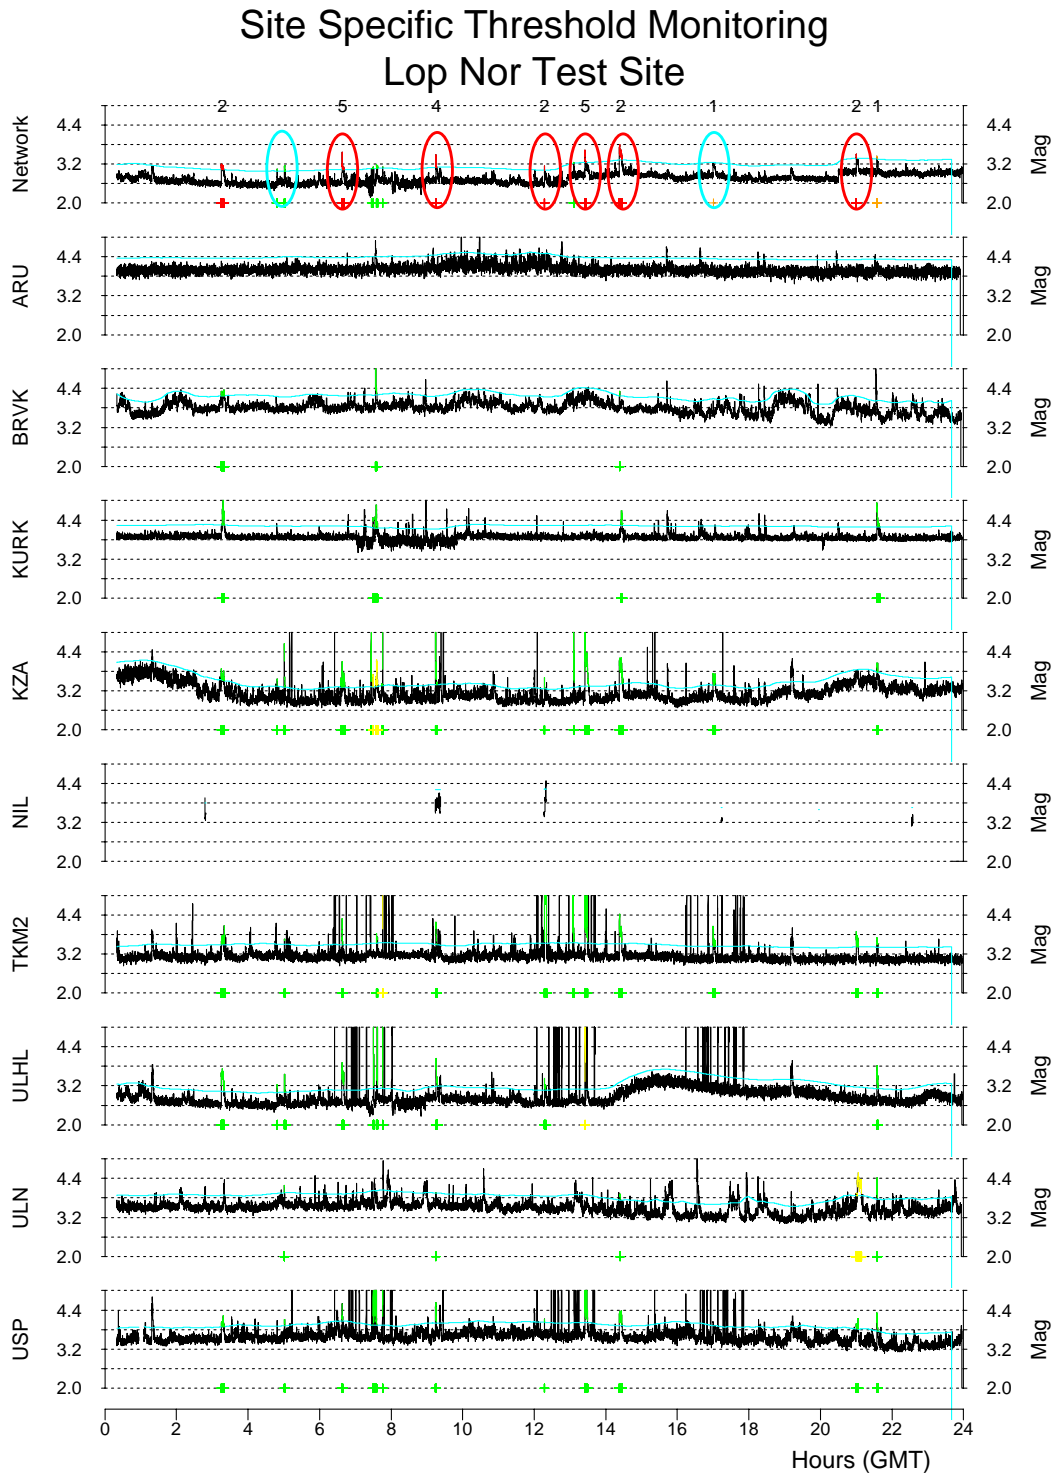 Site Specific Threshold Monitoring
Lop Nor Test Site
2 5 4 2 5 2 1 2 1
Network 4.4 3.2 2.0 4.4 3.2 2.0 Mag
ARU 4.4 3.2 2.0 4.4 3.2 2.0 Mag
BRVK 4.4 3.2 2.0 4.4 3.2 2.0 Mag
KURK 4.4 3.2 2.0 4.4 3.2 2.0 Mag
KZA 4.4 3.2 2.0 4.4 3.2 2.0 Mag
NIL 4.4 3.2 2.0 4.4 3.2 2.0 Mag
TKM2 4.4 3.2 2.0 4.4 3.2 2.0 Mag
ULHL 4.4 3.2 2.0 4.4 3.2 2.0 Mag
ULN 4.4 3.2 2.0 4.4 3.2 2.0 Mag
USP 4.4 3.2 2.0 4.4 3.2 2.0 Mag
0 2 4 6 8 10 12 14 16 18 20 22 24
Hours (GMT)